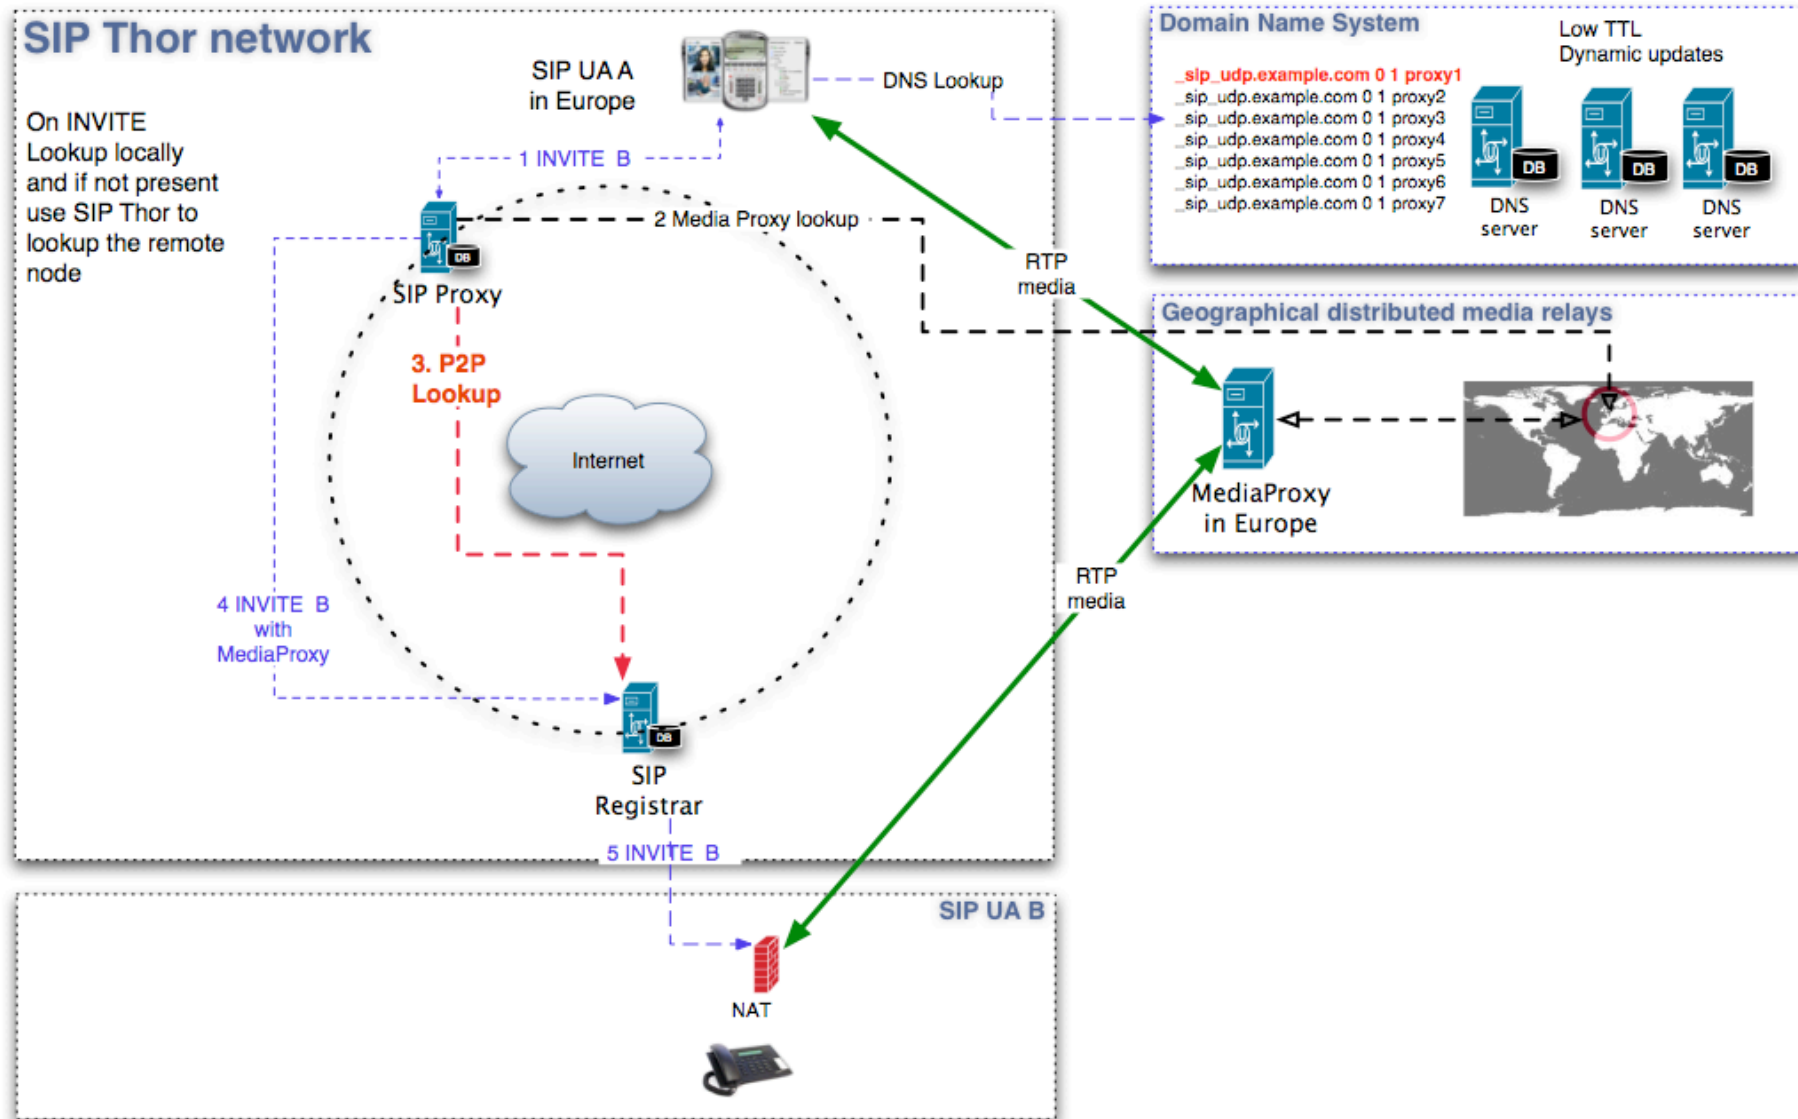 SIP Thor network
On INVITE
Lookup locally
and if not present
use SIP Thor to
lookup the remote
node
SIP UA A
in Europe
DNS Lookup
1 INVITE B
2 Media Proxy lookup
DB
SIP Proxy
3. P2P
Lookup
Internet
4 INVITE B
with
MediaProxy
DB
SIP
Registrar
5 INVITE B
RTP
media
RTP
media
Domain Name System
Low TTL
Dynamic updates
_sip_udp.example.com 0 1 proxy1
_sip_udp.example.com 0 1 proxy2
_sip_udp.example.com 0 1 proxy3
_sip_udp.example.com 0 1 proxy4
_sip_udp.example.com 0 1 proxy5
_sip_udp.example.com 0 1 proxy6
_sip_udp.example.com 0 1 proxy7
DB
DB
DB
DNS
server
DNS
server
DNS
server
Geographical distributed media relays
MediaProxy
in Europe
SIP UA B
NAT